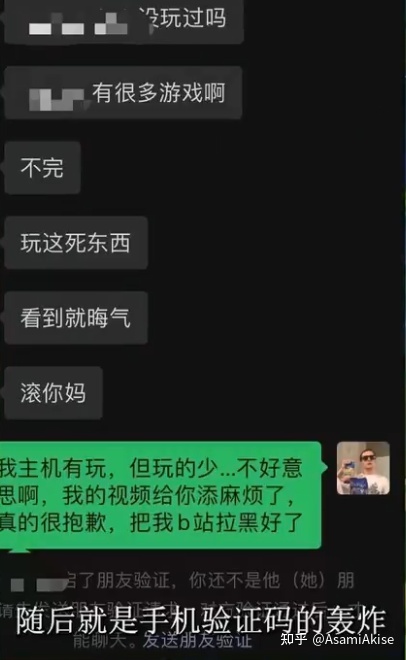 没玩过吗
有很多游戏啊
不完
玩这死东西
看到就晦气
滚你妈
我主机有玩，但玩的少...不好意
思啊，我的视频给你添麻烦了，
真的很抱歉，把我b站拉黑好了
启了朋友验证，你还不是他（她）朋
随后就是手机验证码的轰炸
能聊天。发送朋友验证
知乎 @AsamiAkise